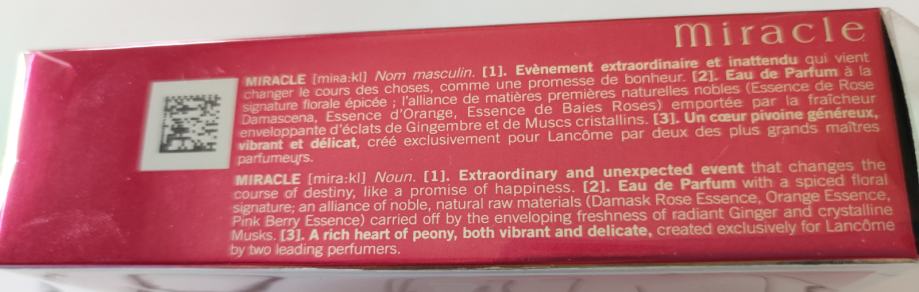 miracle
MIRACLE [miʀa:kl] Nom masculin. [1]. Evènement extraordinaire et inattendu qui vient
changer le cours des choses, comme une promesse de bonheur. [2]. Eau de Parfum à la
signature florale épicée ; l'alliance de matières premières naturelles nobles (Essence de Rose
Damascena, Essence d'Orange, Essence de Baies Roses) emportée par la fraîcheur
enveloppante d'éclats de Gingembre et de Muscs cristallins. [3]. Un cœur pivoine généreux,
vibrant et délicat, créé exclusivement pour Lancôme par deux des plus grands maîtres
parfumeurs.
MIRACLE [mira:kl] Noun. [1]. Extraordinary and unexpected event that changes the
course of destiny, like a promise of happiness. [2]. Eau de Parfum with a spiced floral
signature; an alliance of noble, natural raw materials (Damask Rose Essence, Orange Essence,
Pink Berry Essence) carried off by the enveloping freshness of radiant Ginger and crystalline
Musks. [3]. A rich heart of peony, both vibrant and delicate, created exclusively for Lancôme
by two leading perfumers.